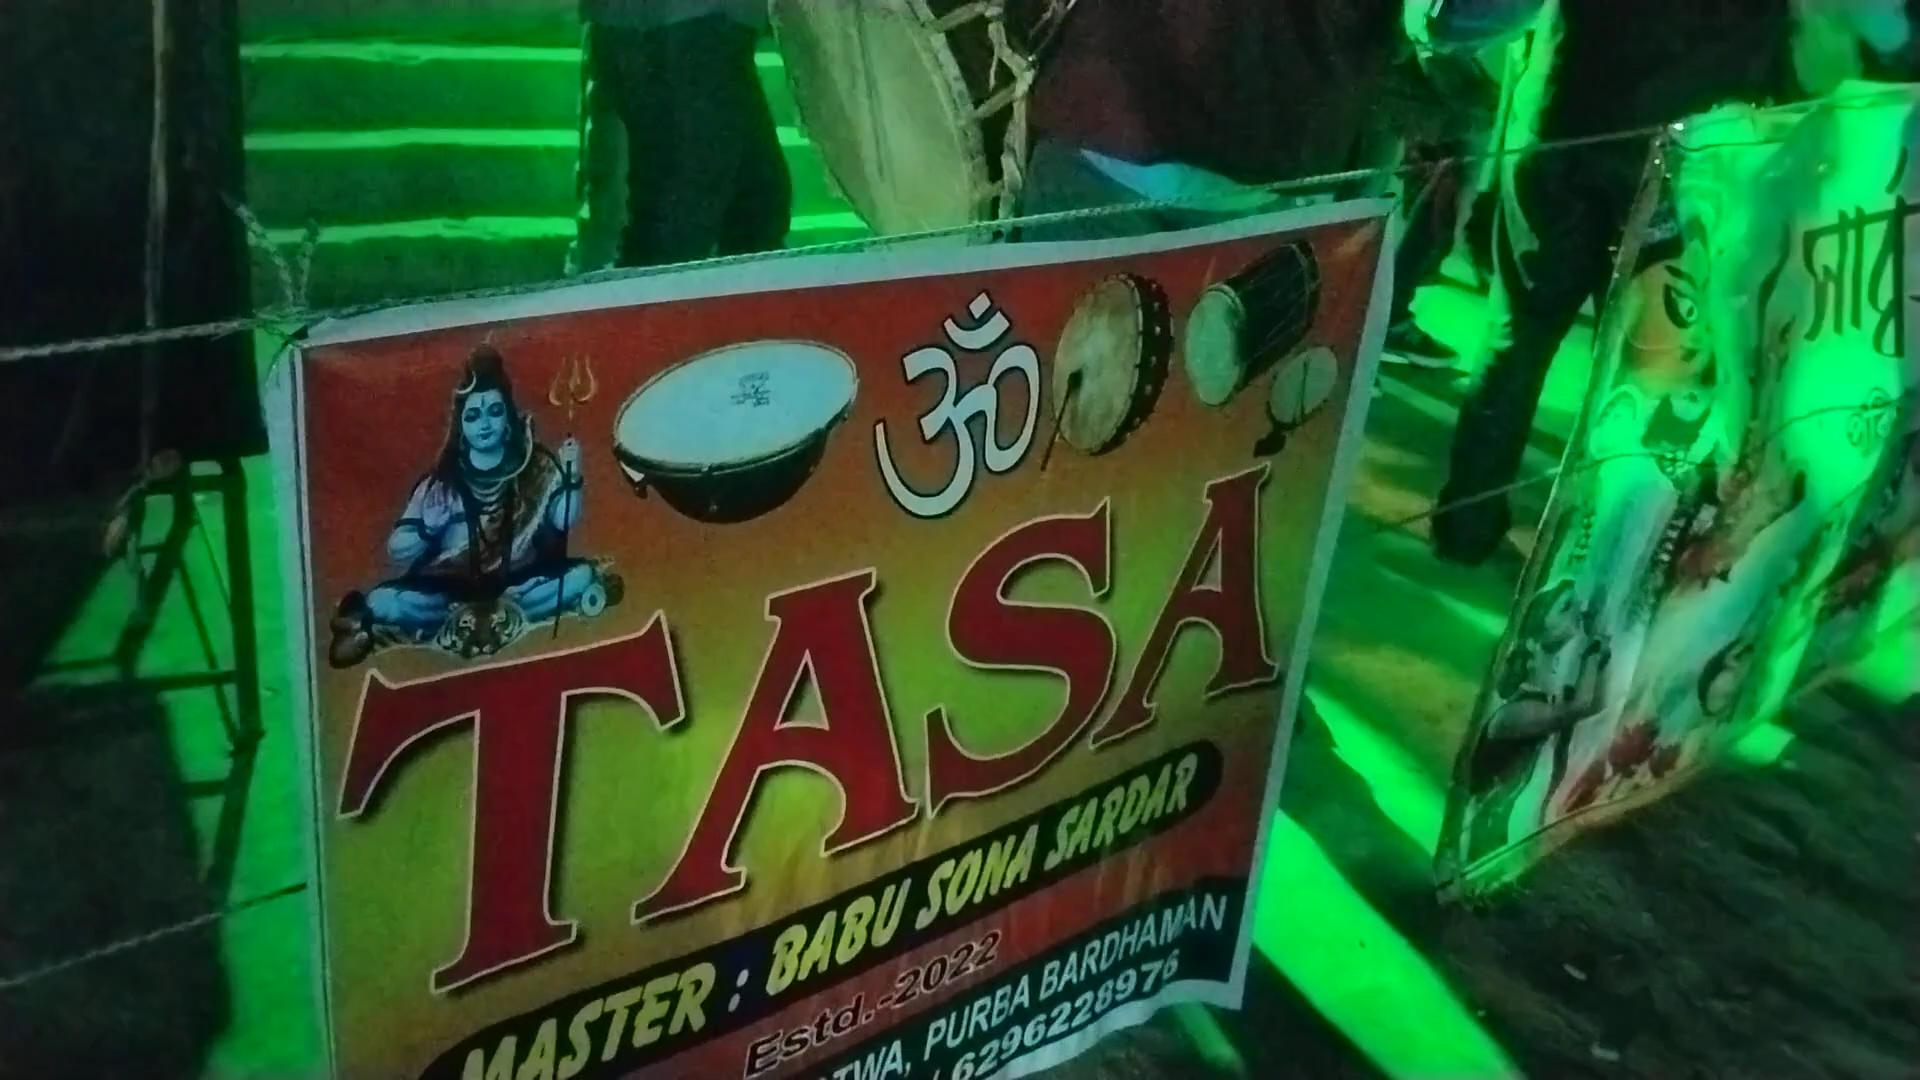 ॐ
TASA
MASTER : BABU SONA SARDAR
Estd.-2022
PURBA BARDHAMAN
6296228976